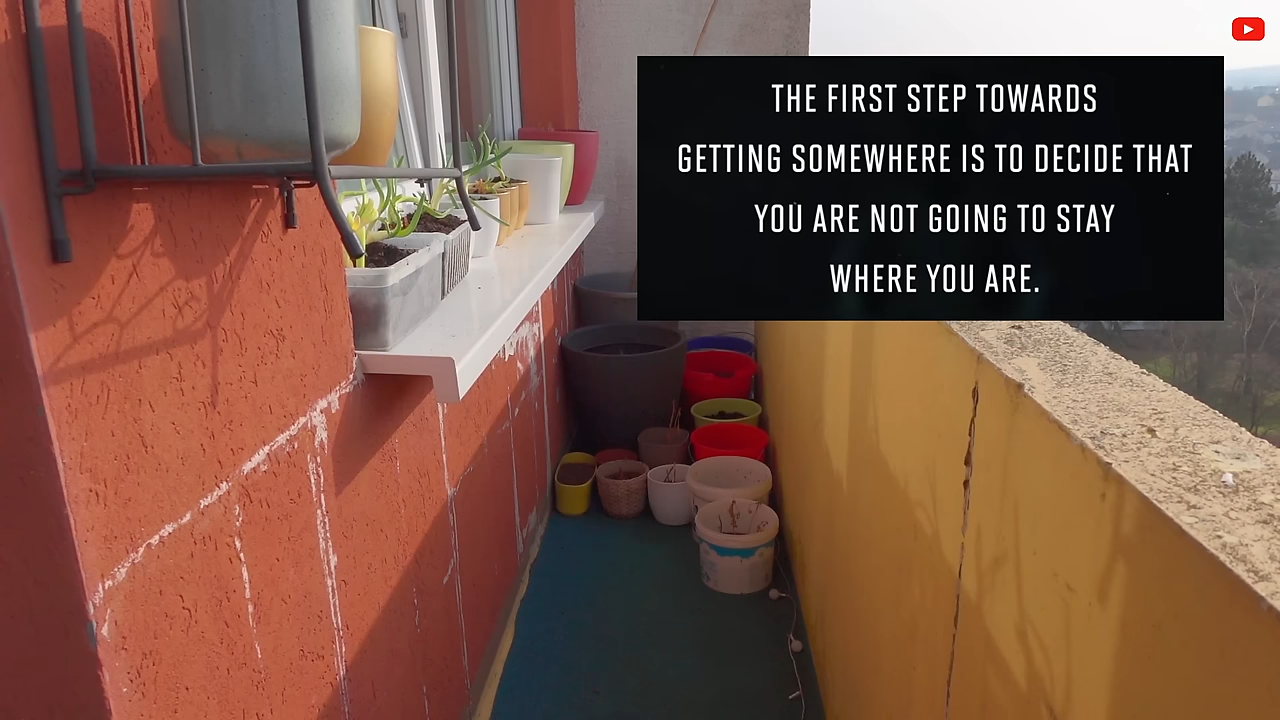 THE FIRST STEP TOWARDS
GETTING SOMEWHERE IS TO DECIDE THAT
YOU ARE NOT GOING TO STAY
WHERE YOU ARE.